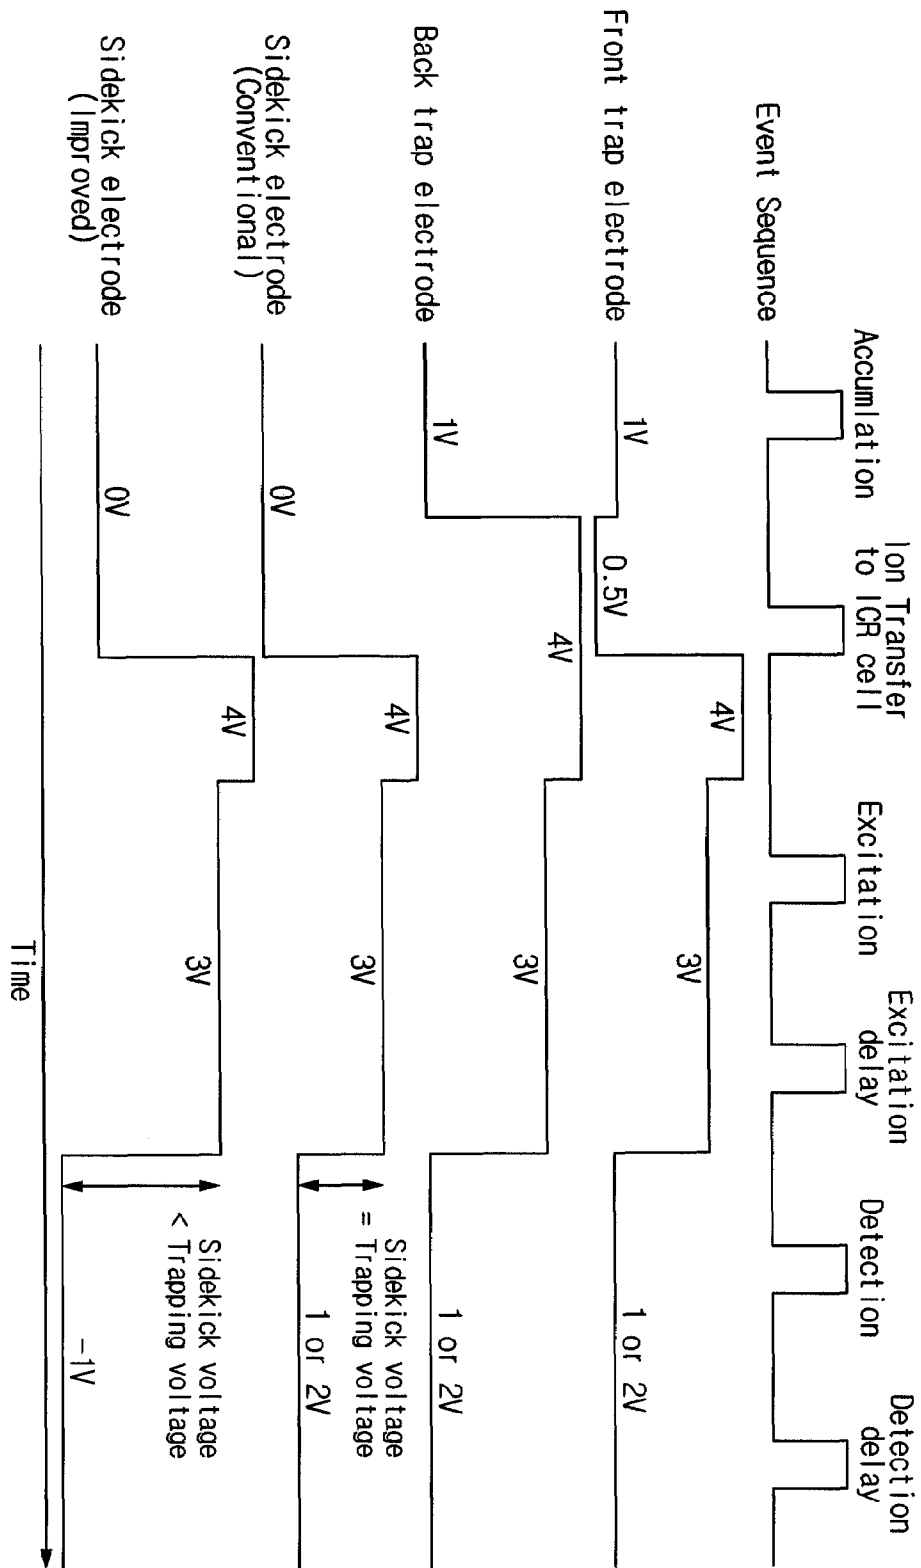 Accumlation
Ion Transfer
to ICR cell
Excitation
Excitation
delay
Detection
Detection
delay
Event Sequence
Front trap electrode
1V
0.5V
4V
3V
1 or 2V
Back trap electrode
1V
4V
3V
1 or 2V
Sidekick electrode
(Conventional)
0V
4V
3V
Sidekick voltage
= Trapping voltage
1 or 2V
Sidekick electrode
(Improved)
0V
4V
3V
Sidekick voltage
< Trapping voltage
-1V
Time